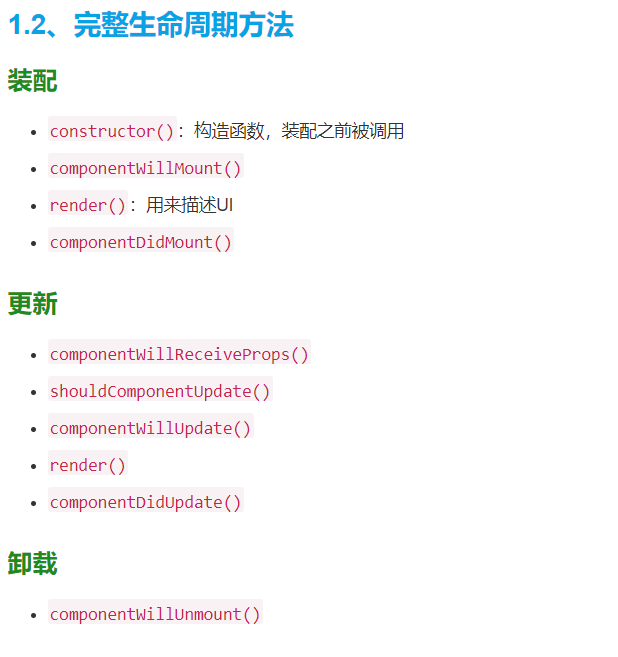 1.2、完整生命周期方法
装配
constructor()：构造函数，装配之前被调用
componentWillMount()
render()：用来描述UI
componentDidMount()
更新
componentWillReceiveProps()
shouldComponentUpdate()
componentWillUpdate()
render()
componentDidUpdate()
卸载
componentWillUnmount()